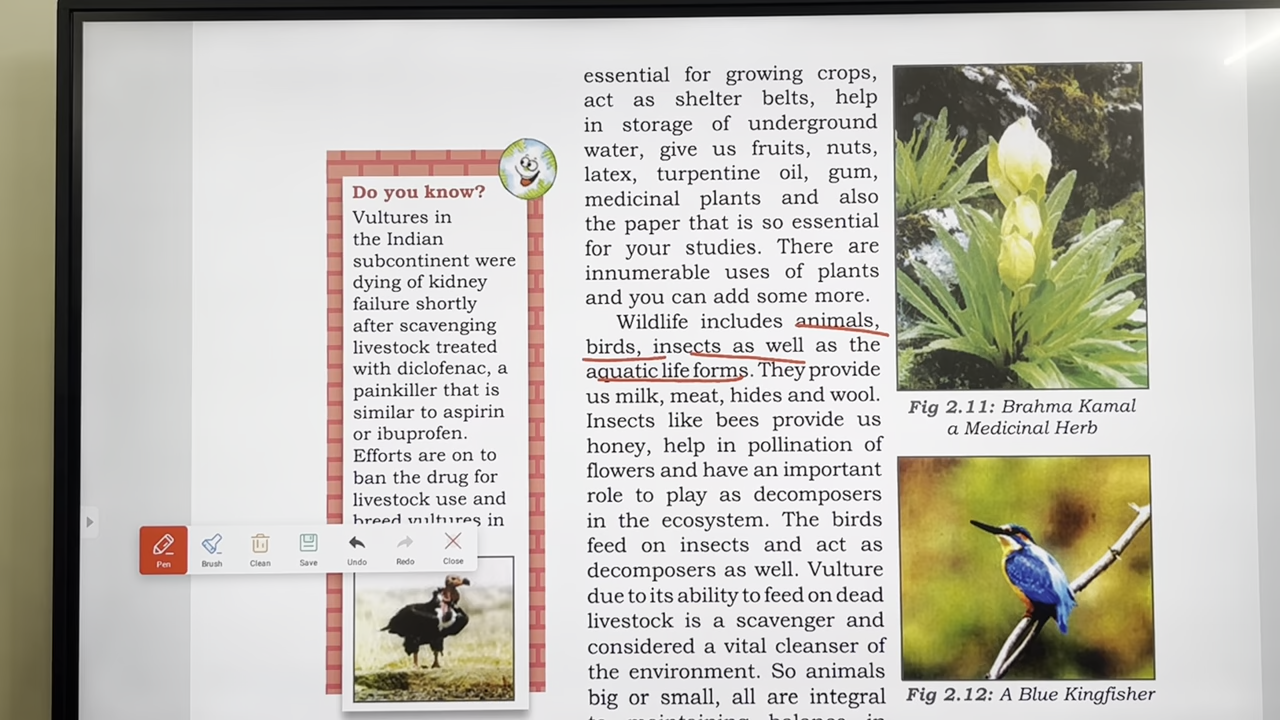 Do you know?
Vultures in
the Indian
subcontinent were
dying of kidney
failure shortly
after scavenging
livestock treated
with diclofenac, a
painkiller that is
similar to aspirin
or ibuprofen.
Efforts are on to
ban the drug for
livestock use and
breed vultures in
Pen
Brush
Clean
Save
Undo
Redo
Close
essential for growing crops,
act as shelter belts, help
in storage of underground
water, give us fruits, nuts,
latex, turpentine oil, gum,
medicinal plants and also
the paper that is so essential
for your studies. There are
innumerable uses of plants
and you can add some more.
Wildlife includes animals,
birds, insects as well as the
aquatic life forms. They provide
us milk, meat, hides and wool.
Insects like bees provide us
honey, help in pollination of
flowers and have an important
role to play as decomposers
in the ecosystem. The birds
feed on insects and act as
decomposers as well. Vulture
due to its ability to feed on dead
livestock is a scavenger and
considered a vital cleanser of
the environment. So animals
big or small, all are integral
to maintaining balance in
Fig 2.11: Brahma Kamal
a Medicinal Herb
Fig 2.12: A Blue Kingfisher